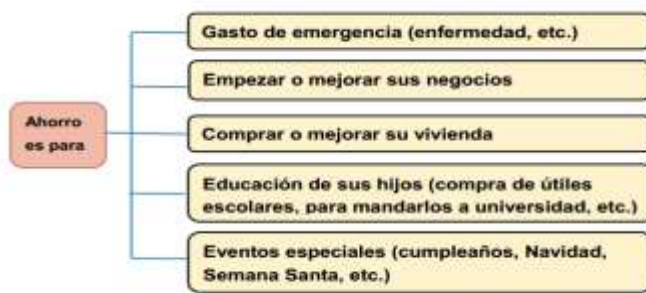 Ahorro
es para
Gasto de emergencia (enfermedad, etc.)
Empezar o mejorar sus negocios
Comprar o mejorar su vivienda
Educación de sus hijos (compra de útiles
escolares, para mandarlos a universidad, etc.)
Eventos especiales (cumpleaños, Navidad,
Semana Santa, etc.)